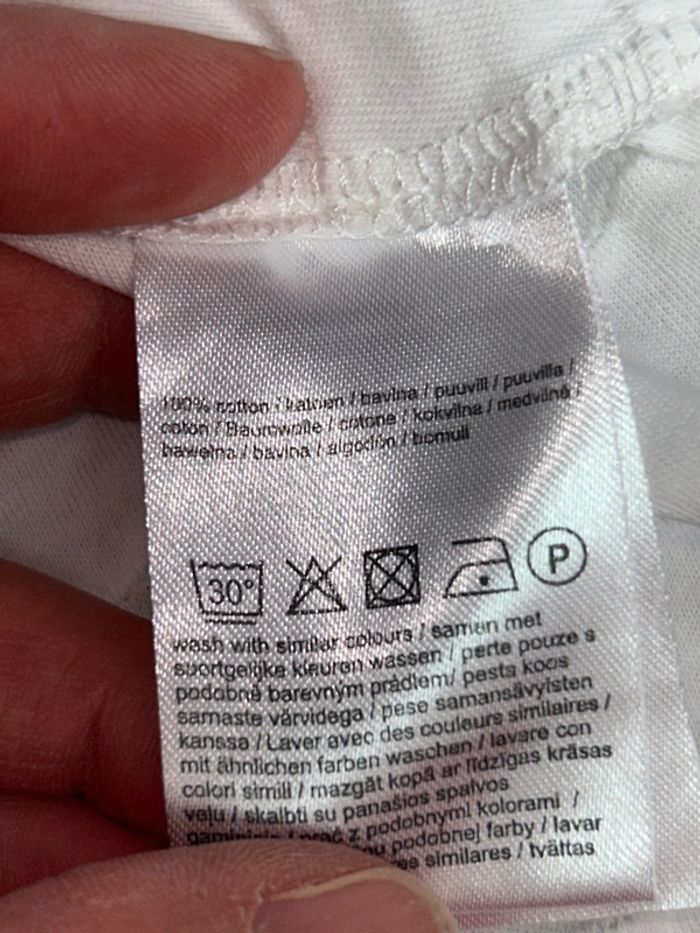 100% cotton / katoen / bavlna / puuvill / puuvilla /
coton / Baumwolle / cotone / kokvilna / medvilnė /
bawełna / bavlna / algodón / bomull
30°
P
wash with similar colours / samen met
soortgelijke kleuren wassen / perte pouze s
podobně barevným prádlem/ pesta koos
samaste värvidega / pese samansävyisten
kanssa / Laver avec des couleurs similaires /
mit ähnlichen farben waschen / lavare con
colori simili / mazgāt kopā ar līdzīgas krāsas
veļu / skalbti su panašios spalvos
z podobnymi kolorami /
podobnej farby / lavar
similares / tvättas